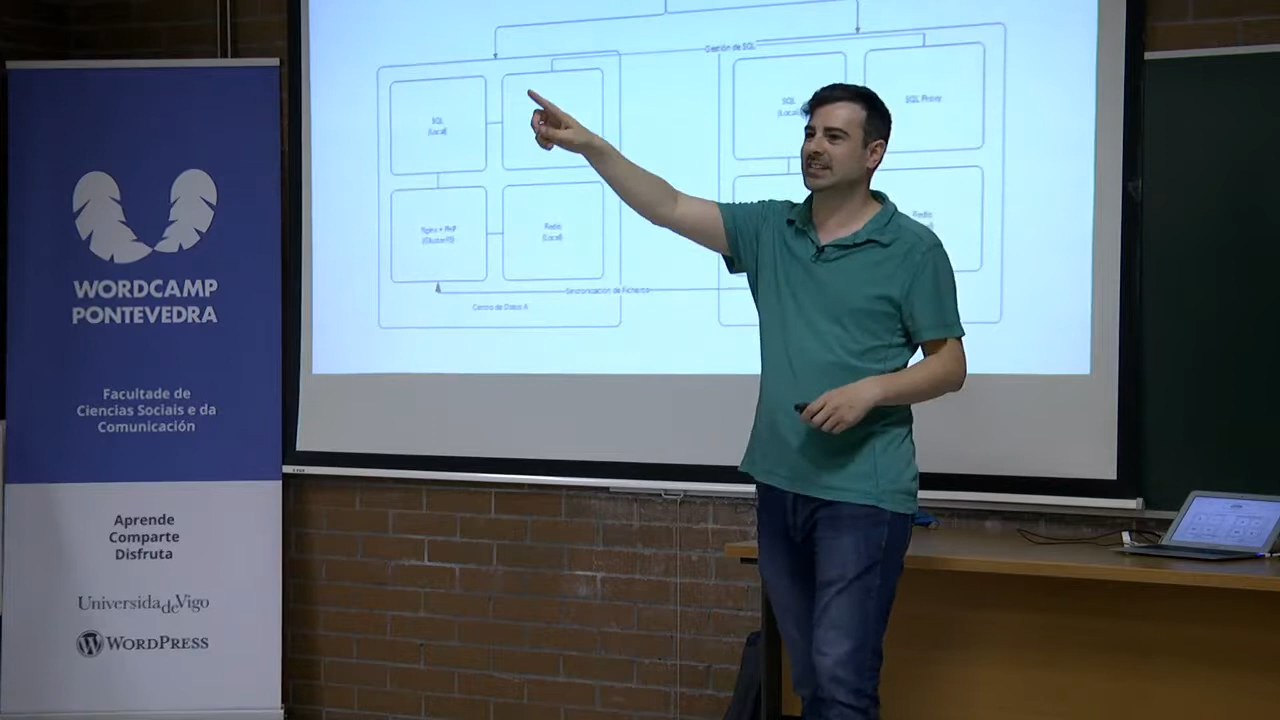 WORDCAMP
PONTEVEDRA
Facultade de
Ciencias Sociais e da
Comunicación
Aprende
Comparte
Disfruta
UniversidadeVigo
WORDPRESS
Gestión de SQL
SQL
(Local)
Nginx + PHP
(GlusterFS)
Redis
(Local)
Sincronización de Ficheros
Centro de Datos A
SQL
(Local)
SQL Proxy
Redis